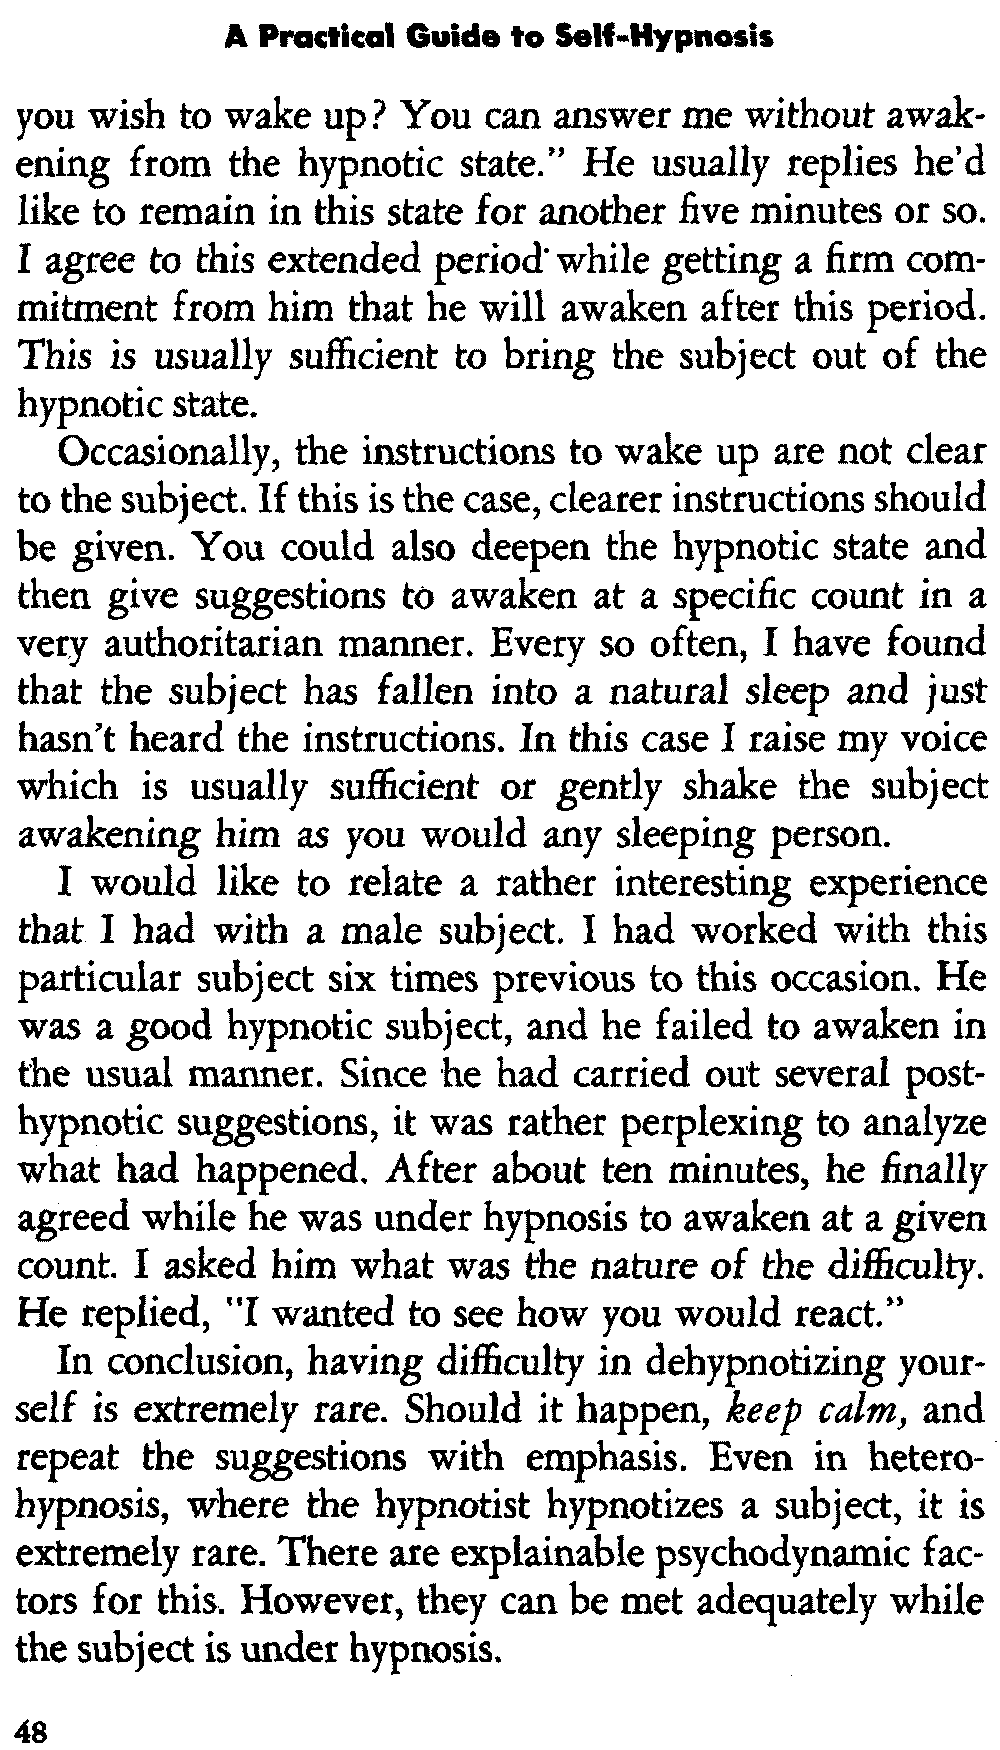 A Practical Guide to Self-Hypnosis
you wish to wake up? You can answer me without awak-
ening from the hypnotic state." He usually replies he'd
like to remain in this state for another five minutes or so.
I agree to this extended period while getting a firm com-
mitment from him that he will awaken after this period.
This is usually sufficient to bring the subject out of the
hypnotic state.
Occasionally, the instructions to wake up are not clear
to the subject. If this is the case, clearer instructions should
be given. You could also deepen the hypnotic state and
then give suggestions to awaken at a specific count in a
very authoritarian manner. Every so often, I have found
that the subject has fallen into a natural sleep and just
hasn't heard the instructions. In this case I raise my voice
which is usually sufficient or gently shake the subject
awakening him as you would any sleeping person.
I would like to relate a rather interesting experience
that I had with a male subject. I had worked with this
particular subject six times previous to this occasion. He
was a good hypnotic subject, and he failed to awaken in
the usual manner. Since he had carried out several post-
hypnotic suggestions, it was rather perplexing to analyze
what had happened. After about ten minutes, he finally
agreed while he was under hypnosis to awaken at a given
count. I asked him what was the nature of the difficulty.
He replied, "I wanted to see how you would react."
In conclusion, having difficulty in dehypnotizing your-
self is extremely rare. Should it happen, keep calm, and
repeat the suggestions with emphasis. Even in hetero-
hypnosis, where the hypnotist hypnotizes a subject, it is
extremely rare. There are explainable psychodynamic fac-
tors for this. However, they can be met adequately while
the subject is under hypnosis.
48